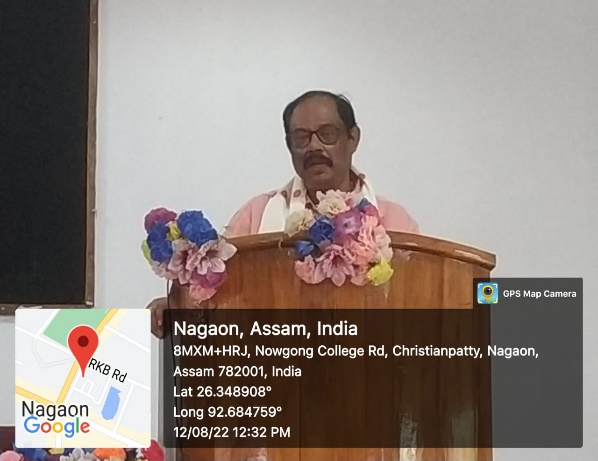 GPS Map Camera
Nagaon, Assam, India
8MXM+HRJ, Nowgong College Rd, Christianpatty, Nagaon,
Assam 782001, India
Lat 26.348908°
Long 92.684759°
12/08/22 12:32 PM
RKB Rd
Nagaon
Google